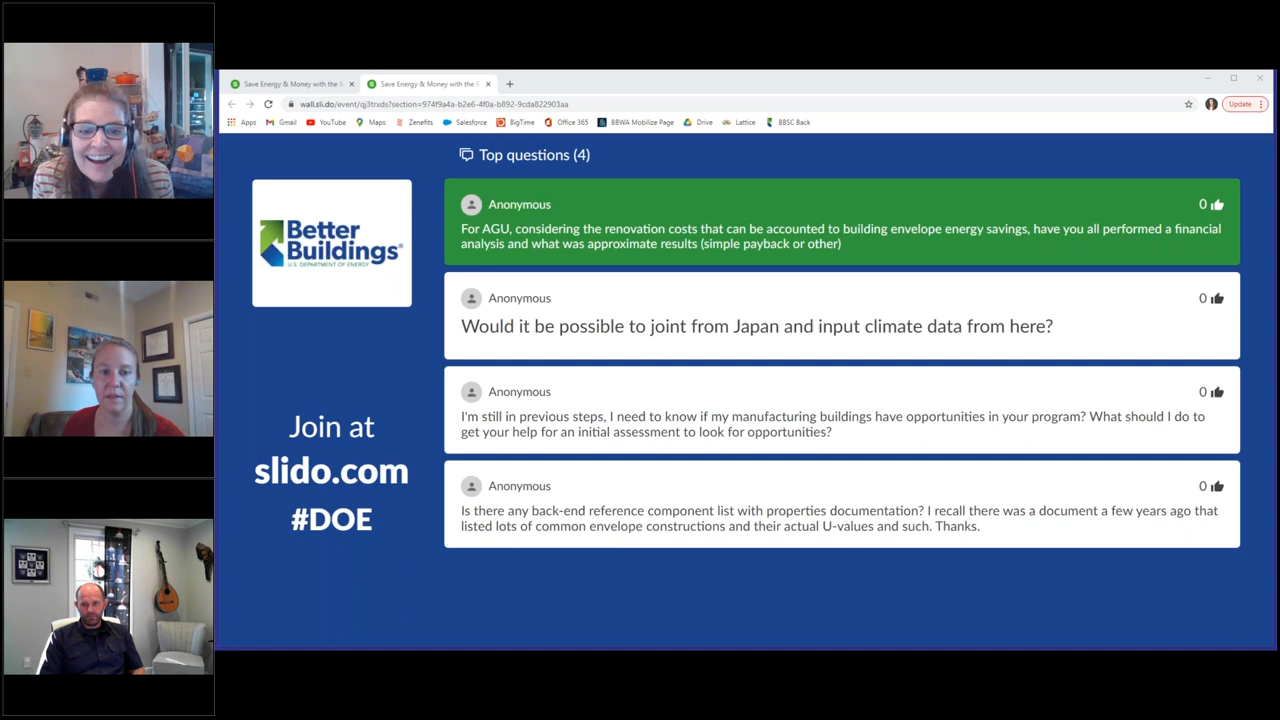 Save Energy & Money with the S
Save Energy & Money with the S
wall.sli.do/event/qj3trxds?section=974f9a4a-b2e6-4f0a-b892-9cda822903aa
Update
Apps Gmail YouTube Maps Zenefits Salesforce BigTime Office 365 BBWA Mobilize Page Drive Lattice BBSC Back
Top questions (4)
Better
Buildings®
U.S. DEPARTMENT OF ENERGY
Join at
slido.com
#DOE
Anonymous 0
For AGU, considering the renovation costs that can be accounted to building envelope energy savings, have you all performed a financial
analysis and what was approximate results (simple payback or other)
Anonymous 0
Would it be possible to joint from Japan and input climate data from here?
Anonymous 0
I'm still in previous steps, I need to know if my manufacturing buildings have opportunities in your program? What should I do to
get your help for an initial assessment to look for opportunities?
Anonymous 0
Is there any back-end reference component list with properties documentation? I recall there was a document a few years ago that
listed lots of common envelope constructions and their actual U-values and such. Thanks.